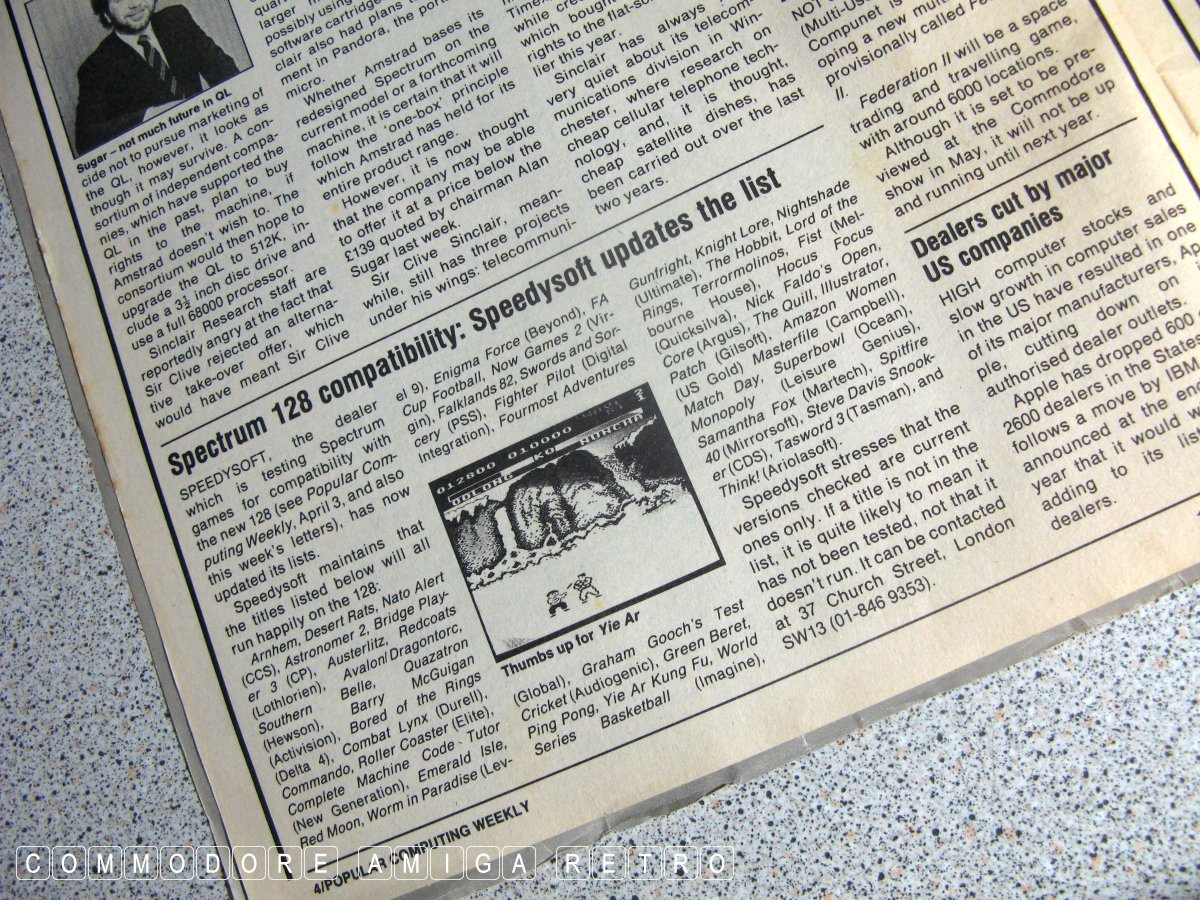 Sugar – not much future in QL
cide not to pursue marketing of
the QL, however, it looks as
though it may survive. A con-
sortium of independent compa-
nies, which have supported the
QL in the past, plan to buy
rights to the machine, if
Amstrad doesn't wish to. The
consortium would then hope to
upgrade the QL to 512K, in-
clude a 3½ inch disc drive and
use a full 68000 processor.
Sinclair Research staff are
reportedly angry at the fact that
Sir Clive rejected an alterna-
tive take-over offer, which
would have meant Sir Clive
larger
possibly using
software cartridge
clair also had plans
ment in Pandora, the
micro.
Whether Amstrad bases its
redesigned Spectrum on the
current model or a forthcoming
machine, it is certain that it will
follow the 'one-box' principle
which Amstrad has held for its
entire product range.
However, it is now thought
that the company may be able
to offer it at a price below the
£139 quoted by chairman Alan
Sugar last week.
Sir Clive Sinclair, mean-
while, still has three projects
under his wings: telecommuni-
Timex
while
which bought
rights to the flat-
lier this year.
Sinclair has always
very quiet about its telecom-
munications division in Win-
chester, where research on
cheap cellular telephone tech-
nology, and, it is thought,
cheap satellite dishes, has
been carried out over the last
two years.
(Multi-Use
Compunet is
oping a new multi
provisionally called Fe
II.
Federation II will be a space
trading and travelling game,
with around 6000 locations.
Although it is set to be pre-
viewed at the Commodore
show in May, it will not be up
and running until next year.
Spectrum 128 compatibility: Speedysoft updates the list
SPEEDYSOFT, the dealer
which is testing Spectrum
games for compatibility with
the new 128 (see Popular Com-
puting Weekly, April 3, and also
this week's letters), has now
updated its lists.
Speedysoft maintains that
the titles listed below will all
run happily on the 128:
Arnhem, Desert Rats, Nato Alert
(CCS), Astronomer 2, Bridge Play-
er 3 (CP), Austerlitz, Redcoats
(Lothlorien), Avalon/Dragontorc,
Southern Belle, Quazatron
(Hewson), Barry McGuigan
(Activision), Bored of the Rings
(Delta 4), Combat Lynx (Durell),
Commando, Roller Coaster (Elite),
Complete Machine Code Tutor
(New Generation), Emerald Isle,
Red Moon, Worm in Paradise (Lev-
el 9), Enigma Force (Beyond), FA
Cup Football, Now Games 2 (Vir-
gin), Falklands 82, Swords and Sor-
cery (PSS), Fighter Pilot (Digital
Integration), Fourmost Adventures
012800 010000
OOLONG KO NUNCHA
Thumbs up for Yie Ar
(Global), Graham Gooch's Test
Cricket (Audiogenic), Green Beret,
Ping Pong, Yie Ar Kung Fu, World
Series Basketball (Imagine),
Gunfright, Knight Lore, Nightshade
(Ultimate), The Hobbit, Lord of the
Rings, Terrormolinos, Fist (Mel-
bourne House), Hocus Focus
(Quicksilva), Nick Faldo's Open,
Core (Argus), The Quill, Illustrator,
Patch (Gilsoft), Amazon Women
(US Gold) Masterfile (Campbell),
Match Day, Superbowl (Ocean),
Monopoly (Leisure Genius),
Samantha Fox (Martech), Spitfire
40 (Mirrorsoft), Steve Davis Snook-
er (CDS), Tasword 3 (Tasman), and
Think! (Ariolasoft).
Speedysoft stresses that the
versions checked are current
ones only. If a title is not in the
list, it is quite likely to mean it
has not been tested, not that it
doesn't run. It can be contacted
at 37 Church Street, London
SW13 (01-846 9353).
Dealers cut by major
US companies
HIGH computer stocks and
slow growth in computer sales
in the US have resulted in one
of its major manufacturers, Ap
ple, cutting down on
authorised dealer outlets.
Apple has dropped 600
2600 dealers in the States
follows a move by IBM
announced at the en
year that it would
adding to its lis
dealers.
4/POPULAR COMPUTING WEEKLY
COMMODORE AMIGA RETRO